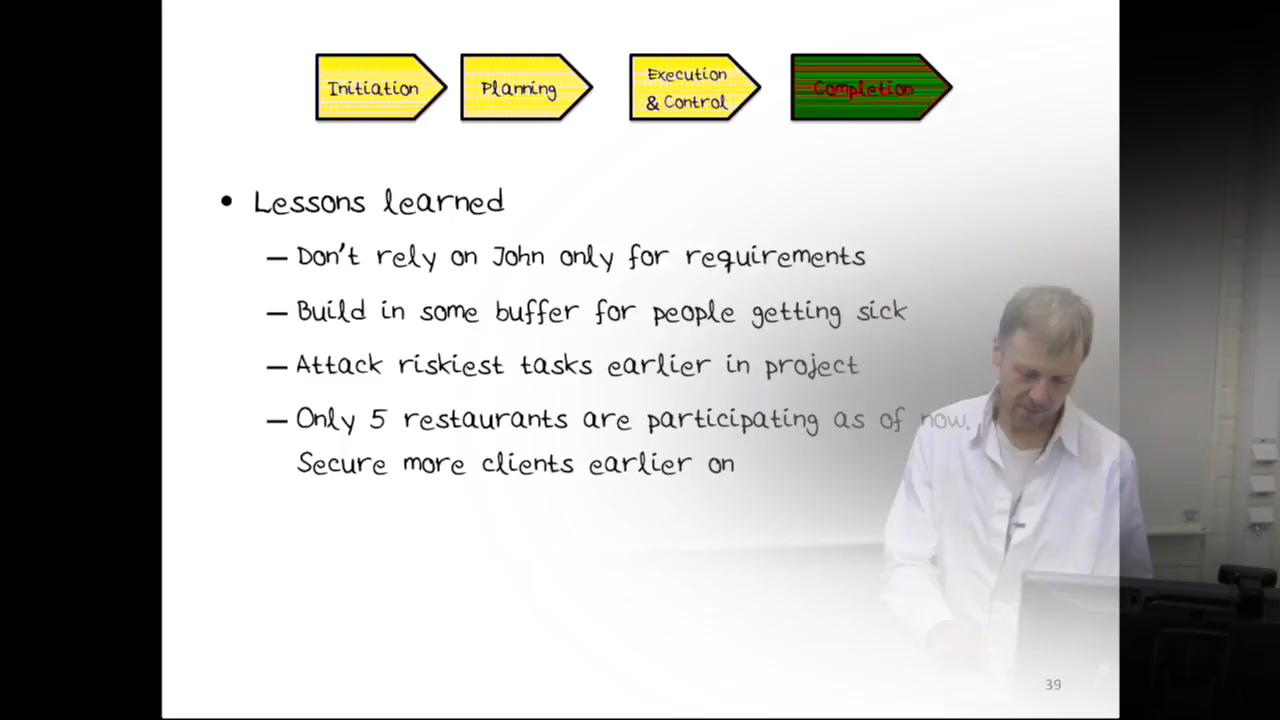 Initiation
Planning
Execution
& Control
Completion
• Lessons learned
– Don't rely on John only for requirements
– Build in some buffer for people getting sick
– Attack riskiest tasks earlier in project
– Only 5 restaurants are participating as of now.
Secure more clients earlier on
39